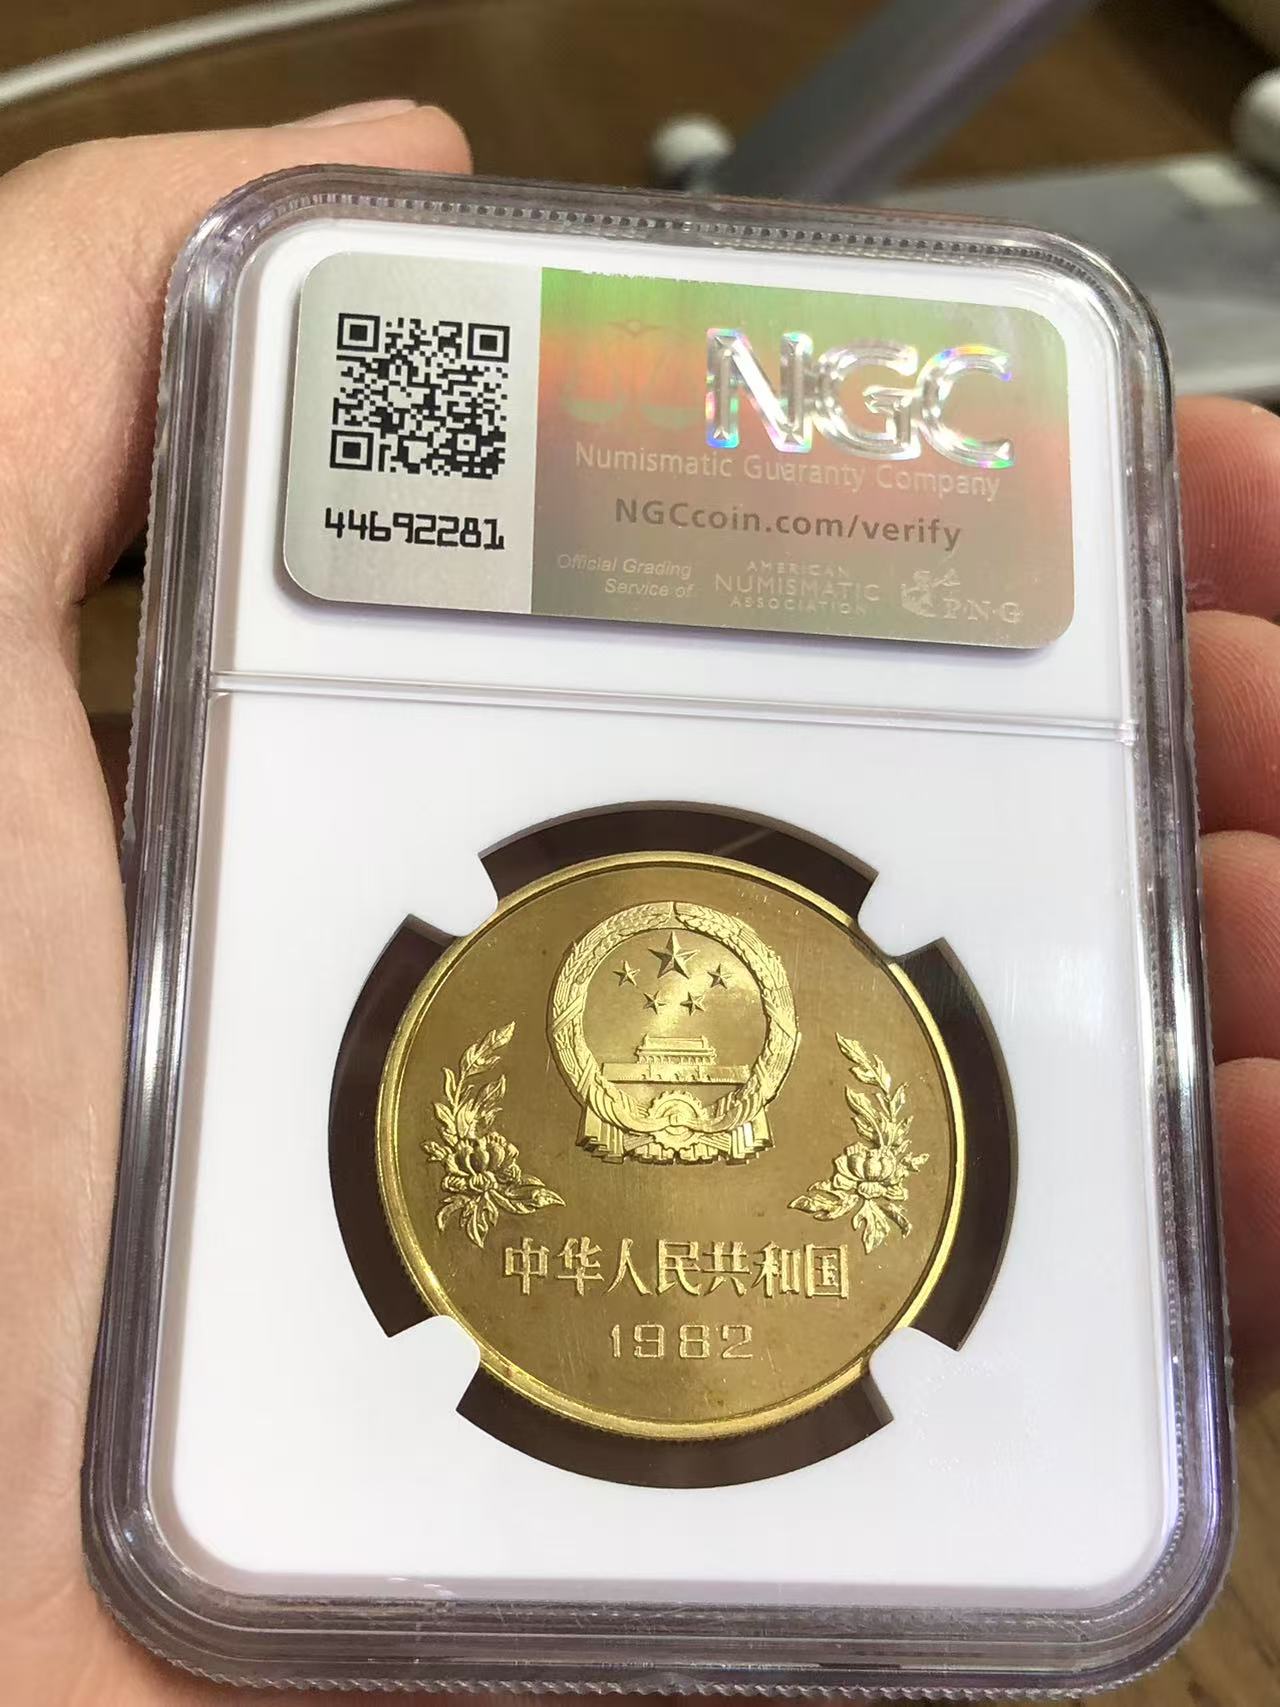 NGC
Numismatic Guaranty Company
NGCcoin.com/verify
44692281
Official Grading
Service of
AMERICAN
NUMISMATIC
ASSOCIATION
P·N·G
中华人民共和国
1982